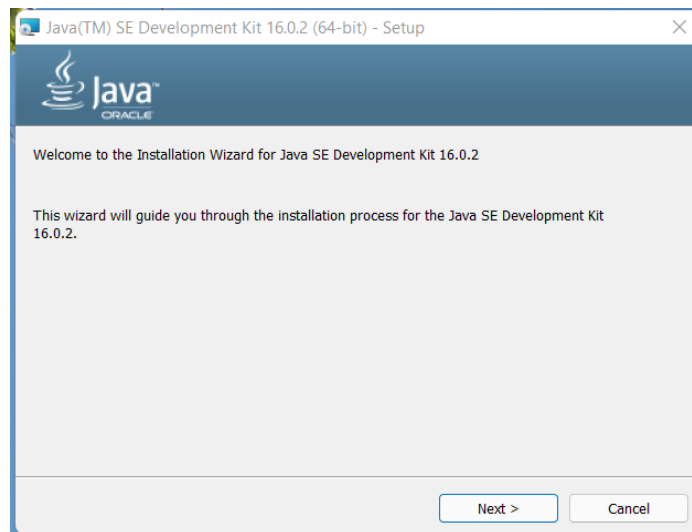 Java(TM) SE Development Kit 16.0.2 (64-bit) - Setup
Java™
ORACLE
Welcome to the Installation Wizard for Java SE Development Kit 16.0.2
This wizard will guide you through the installation process for the Java SE Development Kit
16.0.2.
Next >
Cancel